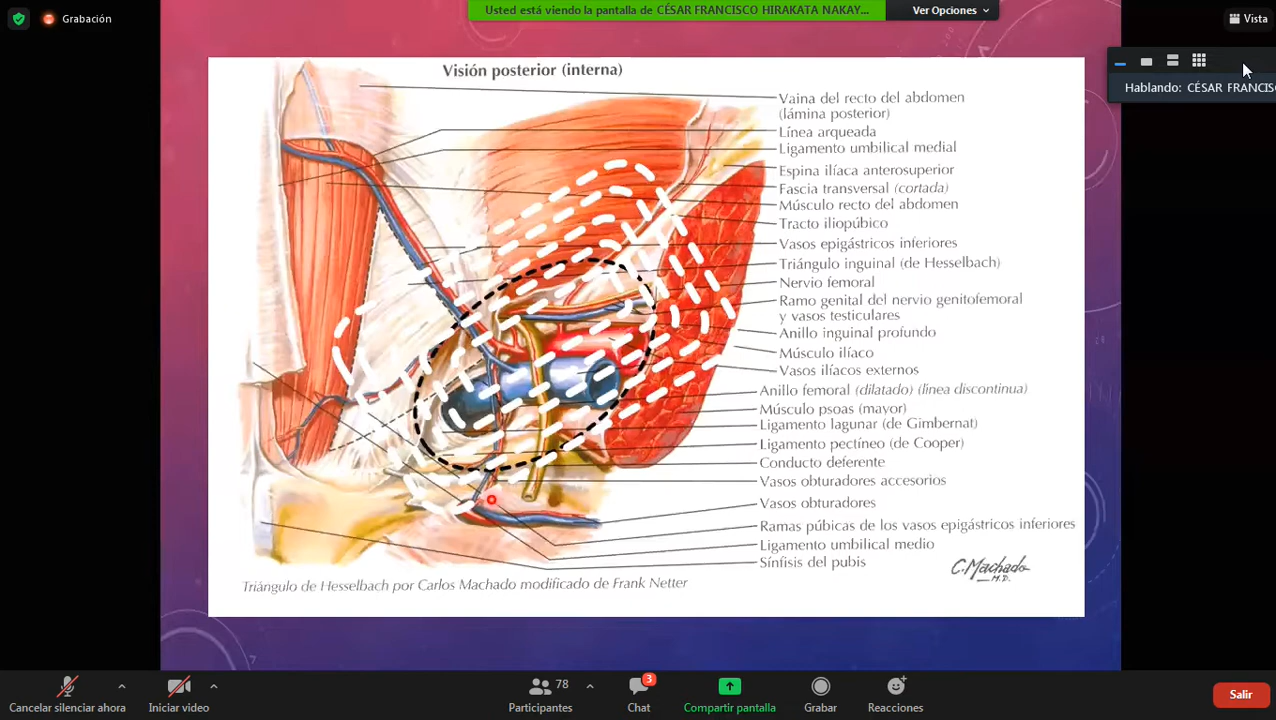 Grabación
Usted está viendo la pantalla de CÉSAR FRANCISCO HIRAKATA NAKAY...
Ver Opciones
Vista
Hablando: CÉSAR FRANCISC
Visión posterior (interna)
Vaina del recto del abdomen
(lámina posterior)
Línea arqueada
Ligamento umbilical medial
Espina ilíaca anterosuperior
Fascia transversal (cortada)
Músculo recto del abdomen
Tracto iliopúbico
Vasos epigástricos inferiores
Triángulo inguinal (de Hesselbach)
Nervio femoral
Ramo genital del nervio genitofemoral
y vasos testiculares
Anillo inguinal profundo
Músculo ilíaco
Vasos ilíacos externos
Anillo femoral (dilatado) (linea discontinua)
Músculo psoas (mayor)
Ligamento lagunar (de Gimbernat)
Ligamento pectíneo (de Cooper)
Conducto deferente
Vasos obturadores accesorios
Vasos obturadores
Ramas púbicas de los vasos epigástricos inferiores
Ligamento umbilical medio
Sínfisis del pubis
C. Machado
M.D.
Triángulo de Hesselbach por Carlos Machado modificado de Frank Netter
7
Cancelar silenciar ahora
Iniciar video
78
Participantes
3
Chat
Compartir pantalla
Grabar
Reacciones
Salir